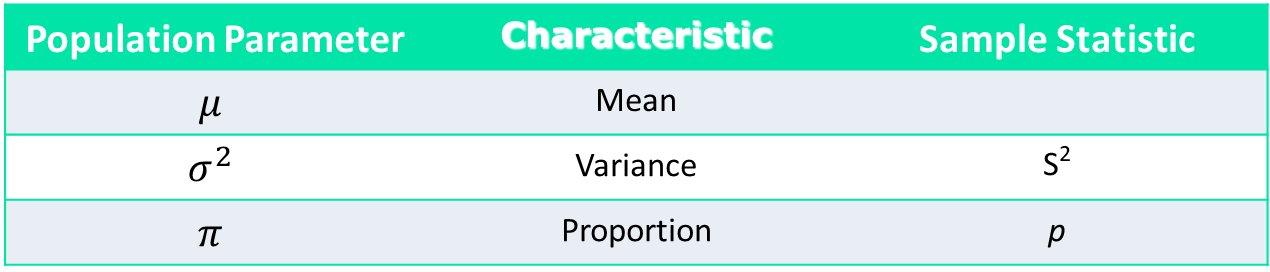 Population Parameter Characteristic Sample Statistic
μ Mean
σ² Variance S²
π Proportion p